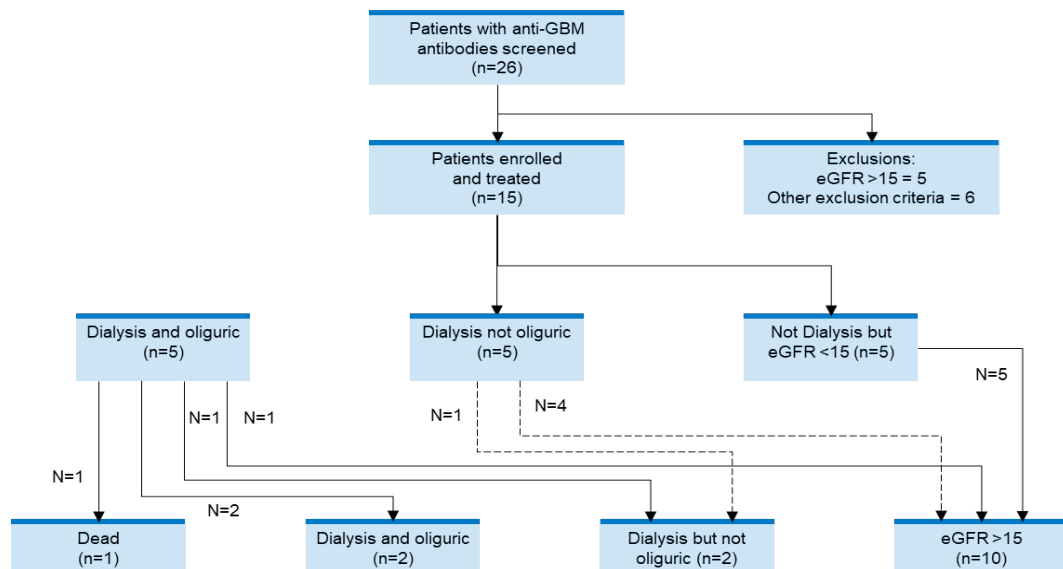 Patients with anti-GBM
antibodies screened
(n=26)
Patients enrolled
and treated
(n=15)
Exclusions:
eGFR >15 = 5
Other exclusion criteria = 6
Dialysis and oliguric
(n=5)
Dialysis not oliguric
(n=5)
Not Dialysis but
eGFR <15 (n=5)
N=1
N=2
N=1
N=1
N=1
N=4
N=5
Dead
(n=1)
Dialysis and oliguric
(n=2)
Dialysis but not
oliguric (n=2)
eGFR >15
(n=10)